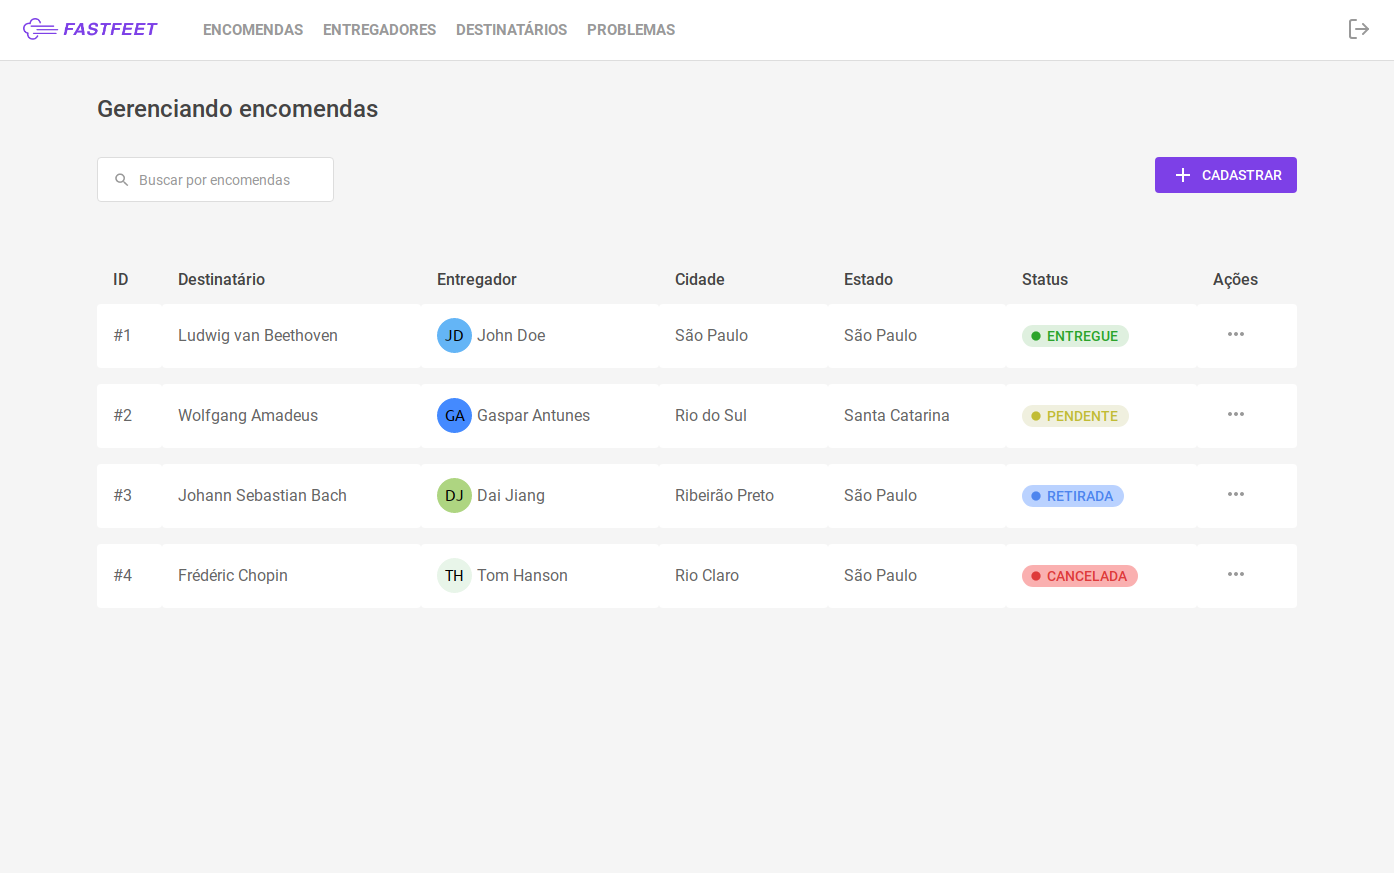 FASTFEET ENCOMENDAS ENTREGADORES DESTINATÁRIOS PROBLEMAS
Gerenciando encomendas
Buscar por encomendas CADASTRAR
ID Destinatário Entregador Cidade Estado Status Ações
#1 Ludwig van Beethoven JD John Doe São Paulo São Paulo ENTREGUE
#2 Wolfgang Amadeus GA Gaspar Antunes Rio do Sul Santa Catarina PENDENTE
#3 Johann Sebastian Bach DJ Dai Jiang Ribeirão Preto São Paulo RETIRADA
#4 Frédéric Chopin TH Tom Hanson Rio Claro São Paulo CANCELADA